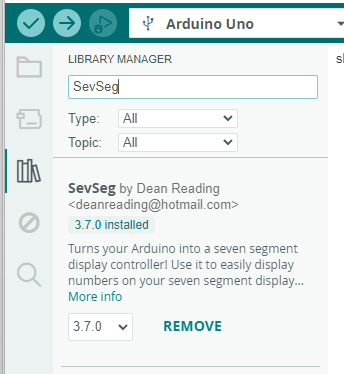 Arduino Uno
LIBRARY MANAGER
SevSeg
Type: All
Topic: All
SevSeg by Dean Reading
<deanreading@hotmail.com>
3.7.0 installed
Turns your Arduino into a seven segment
display controller! Use it to easily display
numbers on your seven segment display...
More info
3.7.0 REMOVE